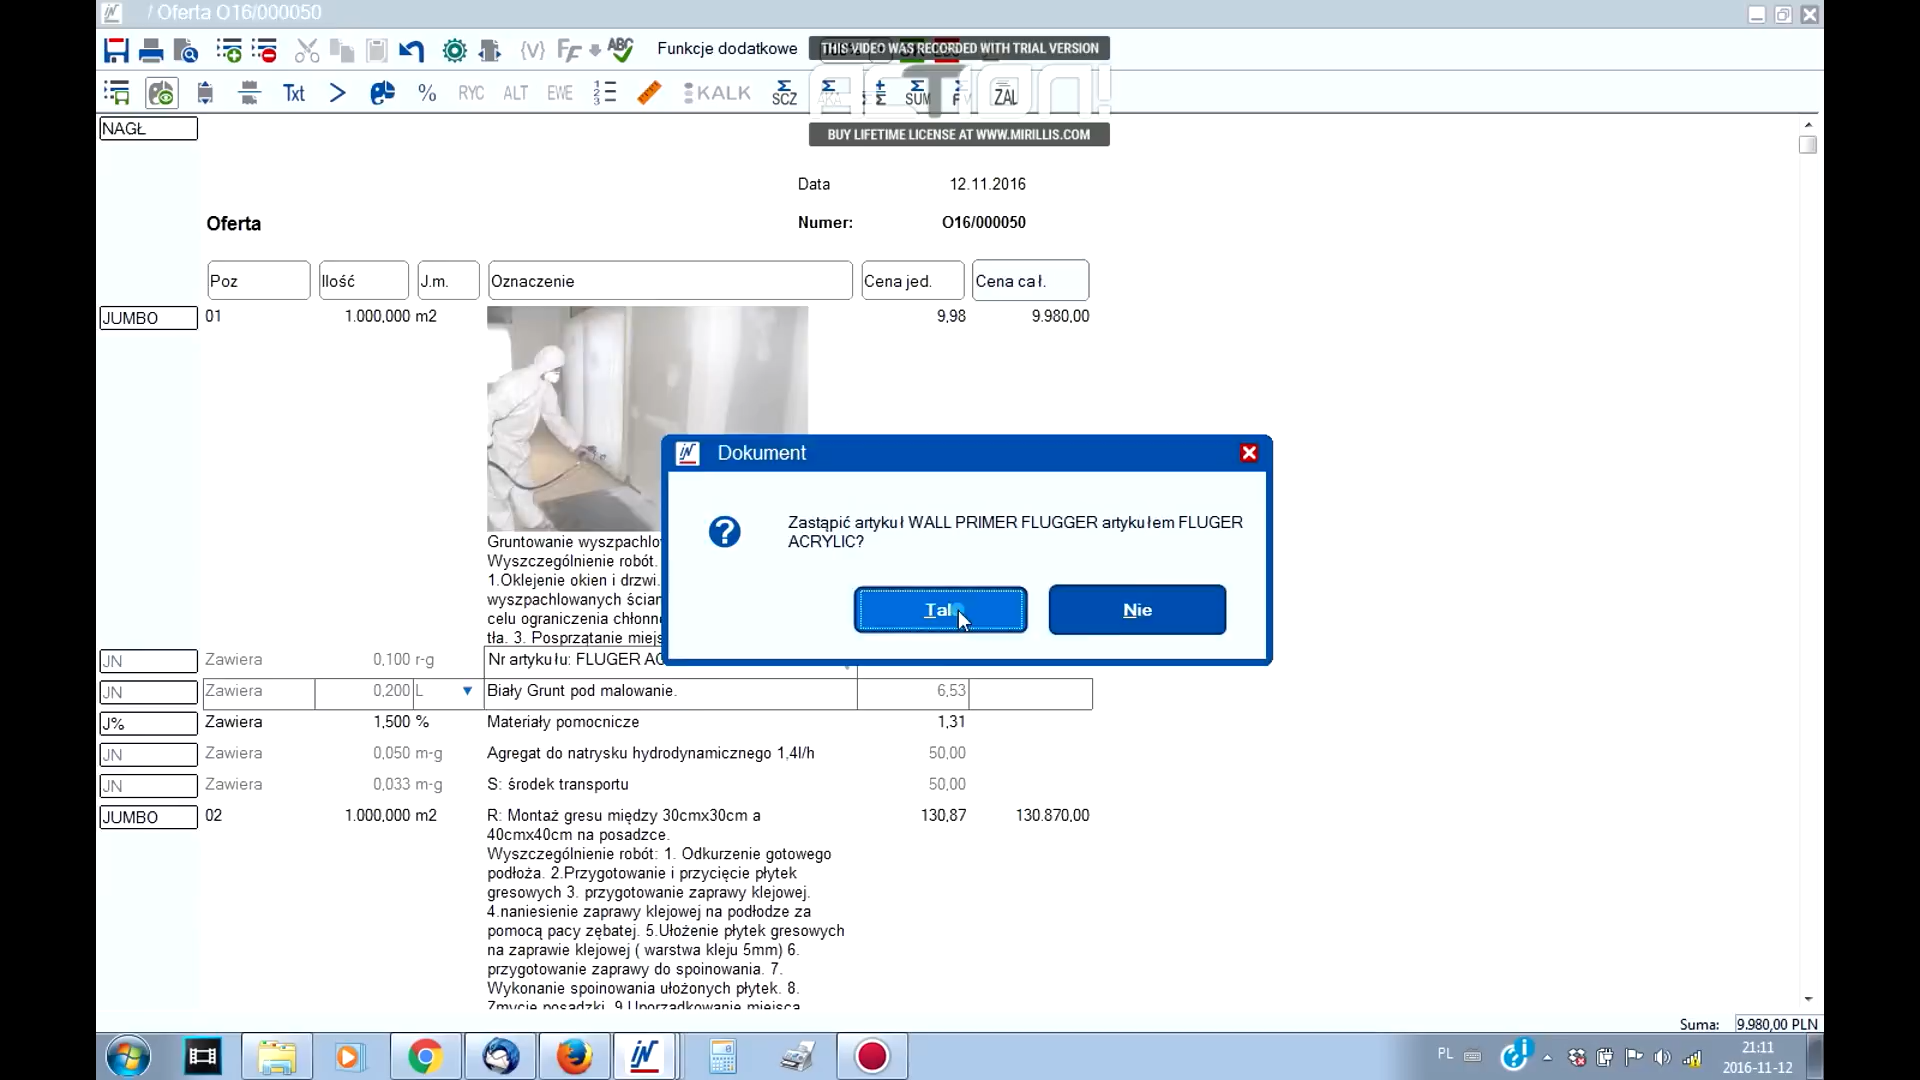 / Oferta O16/000050
{V}
ABC
Funkcje dodatkowe
THIS VIDEO WAS RECORDED WITH TRIAL VERSION
Txt
%
RYC
ALT
EWE
KALK
SCZ
SUM
ZAL
BUY LIFETIME LICENSE AT WWW.MIRILLIS.COM
NAGŁ
Data 12.11.2016
Oferta
Numer: O16/000050
Poz Ilość J.m. Oznaczenie Cena jed. Cena cał.
JUMBO 01 1.000,000 m2 9,98 9.980,00
Dokument
Zastąpić artykuł WALL PRIMER FLUGGER artykułem FLUGER
ACRYLIC?
Nie
Wyszczególnienie robót.
1.Oklejenie okien i drzwi.
wyszpachlowanych ścian
celu ograniczenia
tła. 3. Posprzątanie
JN Zawiera 0,100 r-g Nr artykułu: FLUGER
JN Zawiera 0,200 L Biały Grunt pod malowanie. 6,53
J% Zawiera 1,500 % Materiały pomocnicze 1,31
JN Zawiera 0,050 m-g Agregat do natrysku hydrodynamicznego 1,4l/h 50,00
JN Zawiera 0,033 m-g S: środek transportu 50,00
JUMBO 02 1.000,000 m2 R: Montaż gresu między 30cmx30cm a 130,87 130.870,00
40cmx40cm na posadzce.
Wyszczególnienie robót: 1. Odkurzenie gotowego
podłoża. 2.Przygotowanie i przycięcie płytek
gresowych 3. przygotowanie zaprawy klejowej.
4.naniesienie zaprawy klejowej na podłodze za
pomocą pacy zębatej. 5.Ułożenie płytek gresowych
na zaprawie klejowej ( warstwa kleju 5mm) 6.
przygotowanie zaprawy do spoinowania. 7.
Wykonanie spoinowania ułożonych płytek. 8.
Zmycie posadzki. 9.Uporządkowanie miejsca
Suma: 9.980,00 PLN
PL
21:11
2016-11-12